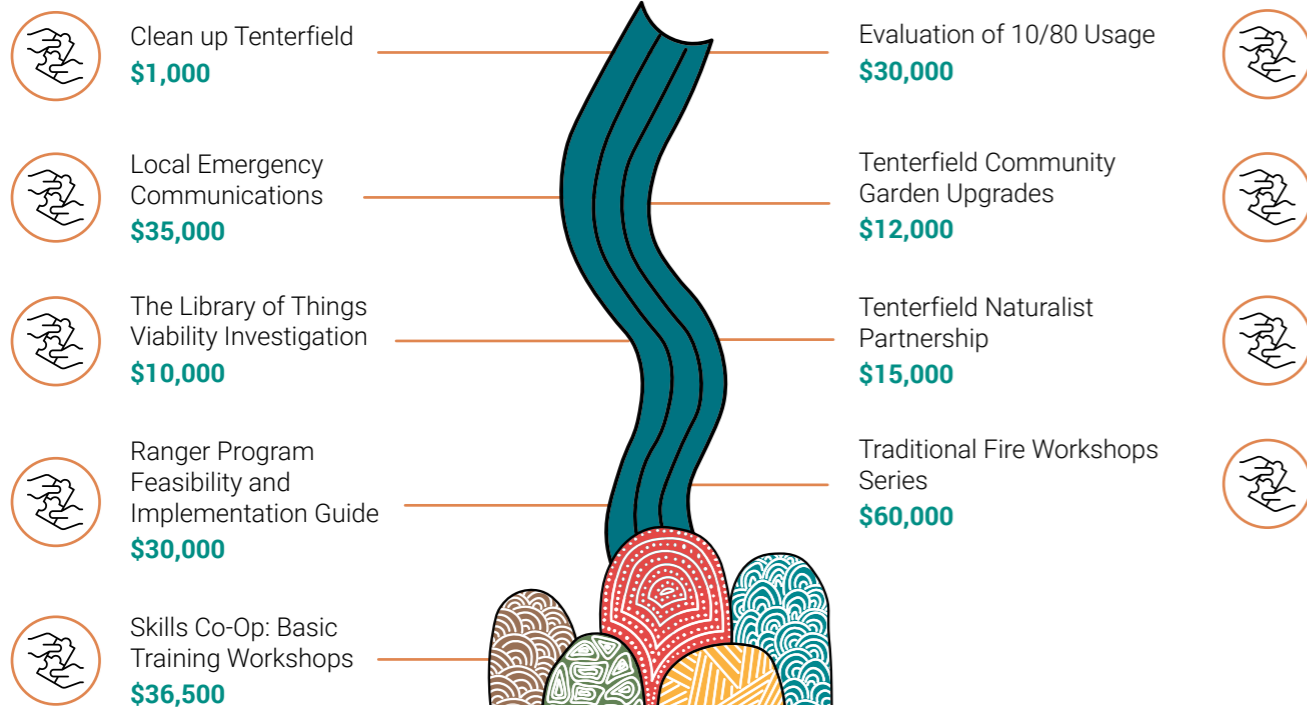 Clean up Tenterfield
$1,000
Local Emergency
Communications
$35,000
The Library of Things
Viability Investigation
$10,000
Ranger Program
Feasibility and
Implementation Guide
$30,000
Skills Co-Op: Basic
Training Workshops
$36,500
Evaluation of 10/80 Usage
$30,000
Tenterfield Community
Garden Upgrades
$12,000
Tenterfield Naturalist
Partnership
$15,000
Traditional Fire Workshops
Series
$60,000